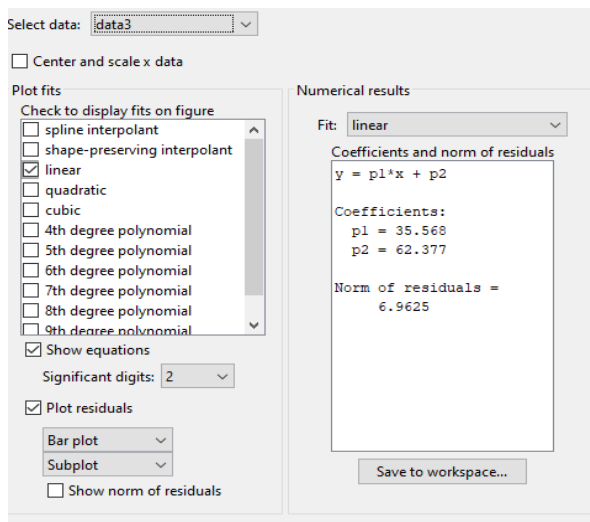 Select data: data3
Center and scale x data
Plot fits
Check to display fits on figure
spline interpolant
shape-preserving interpolant
linear
quadratic
cubic
4th degree polynomial
5th degree polynomial
6th degree polynomial
7th degree polynomial
8th degree polynomial
9th degree polynomial
Show equations
Significant digits: 2
Plot residuals
Bar plot
Subplot
Show norm of residuals
Numerical results
Fit: linear
Coefficients and norm of residuals
y = p1*x + p2
Coefficients:
p1 = 35.568
p2 = 62.377
Norm of residuals =
6.9625
Save to workspace...